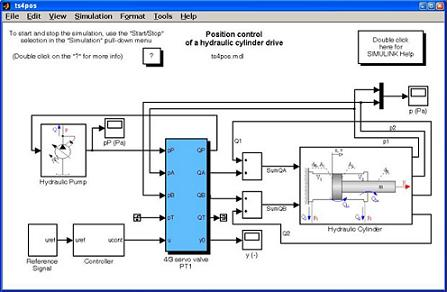 ts4pos
File Edit View Simulation Format Tools Help
To start and stop the simulation, use the "Start/Stop"
selection in the "Simulation" pull-down menu
(Double click on the "?" for more info)
?
Position control
of a hydraulic cylinder drive
ts4pos.mdl
Double click
here for
SIMULINK Help
p (Pa)
pP (Pa)
Hydraulic Pump
pP
pA
pB
pT
u
QP
QA
QB
QT
y0
4/3 servo valve
PT1
Q1
SumQA
SumQB
Q2
p2
p1
Hydraulic Cylinder
y (-)
uref
Reference
Signal
uref
ucont
Controller